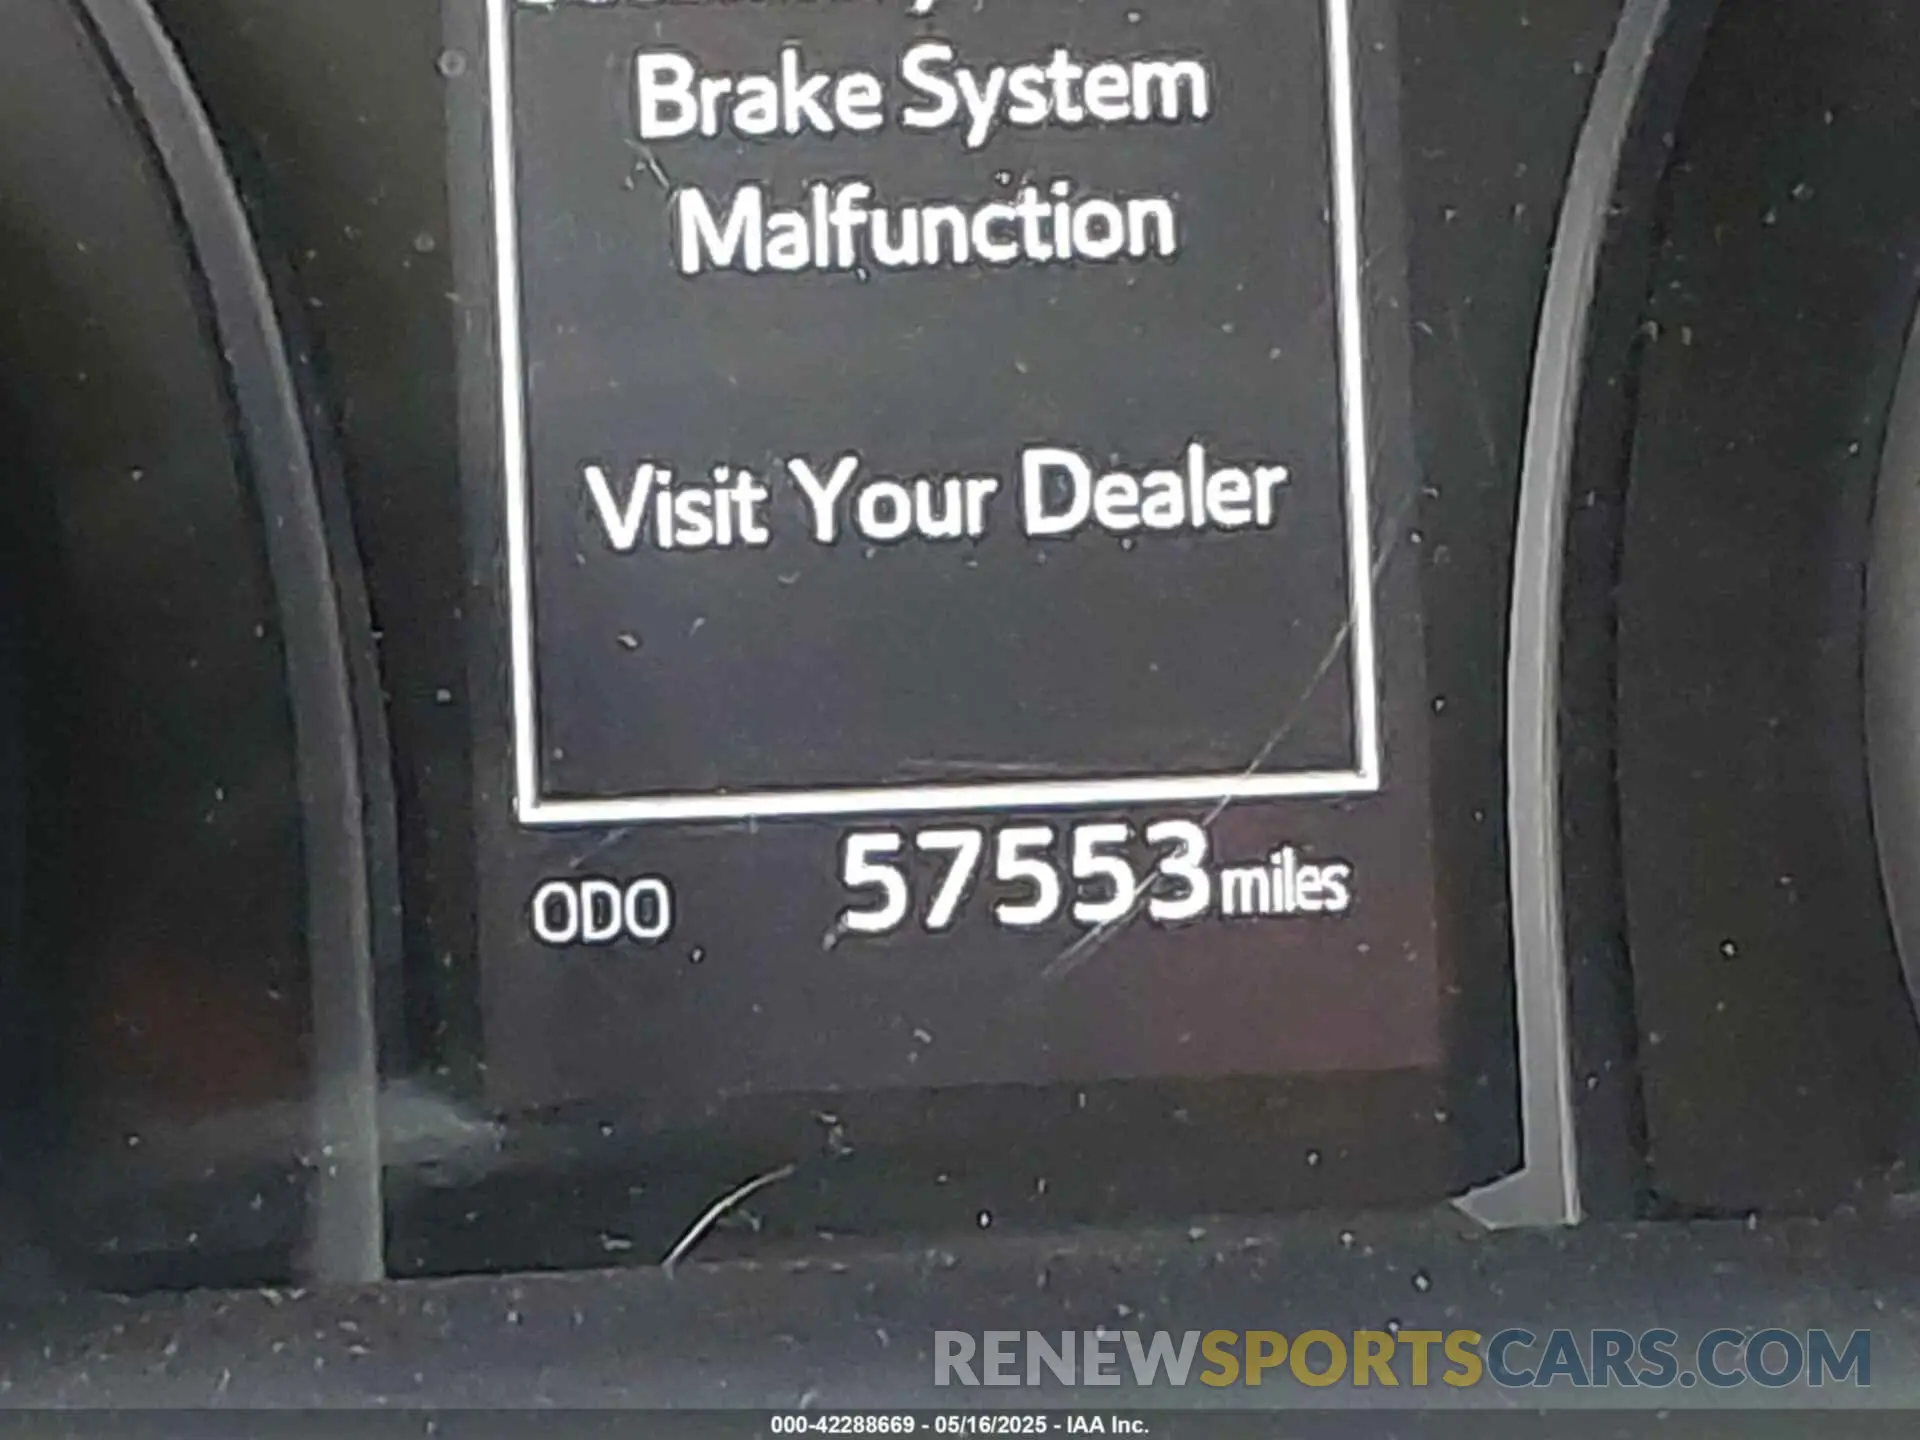 Brake System
Malfunction
Visit Your Dealer
ODO 57553 miles
RENEWSPORTSCARS.COM
000-42288669 - 05/16/2025 - IAA Inc.